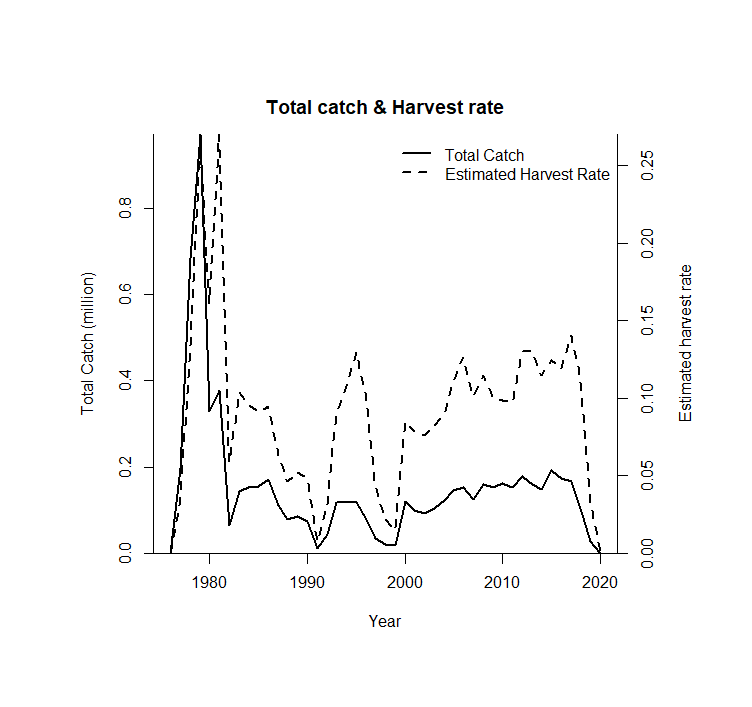 Total catch & Harvest rate
Total Catch
Estimated Harvest Rate
Total Catch (million)
0.0
0.2
0.4
0.6
0.8
Estimated harvest rate
0.00
0.05
0.10
0.15
0.20
0.25
1980
1990
2000
2010
2020
Year